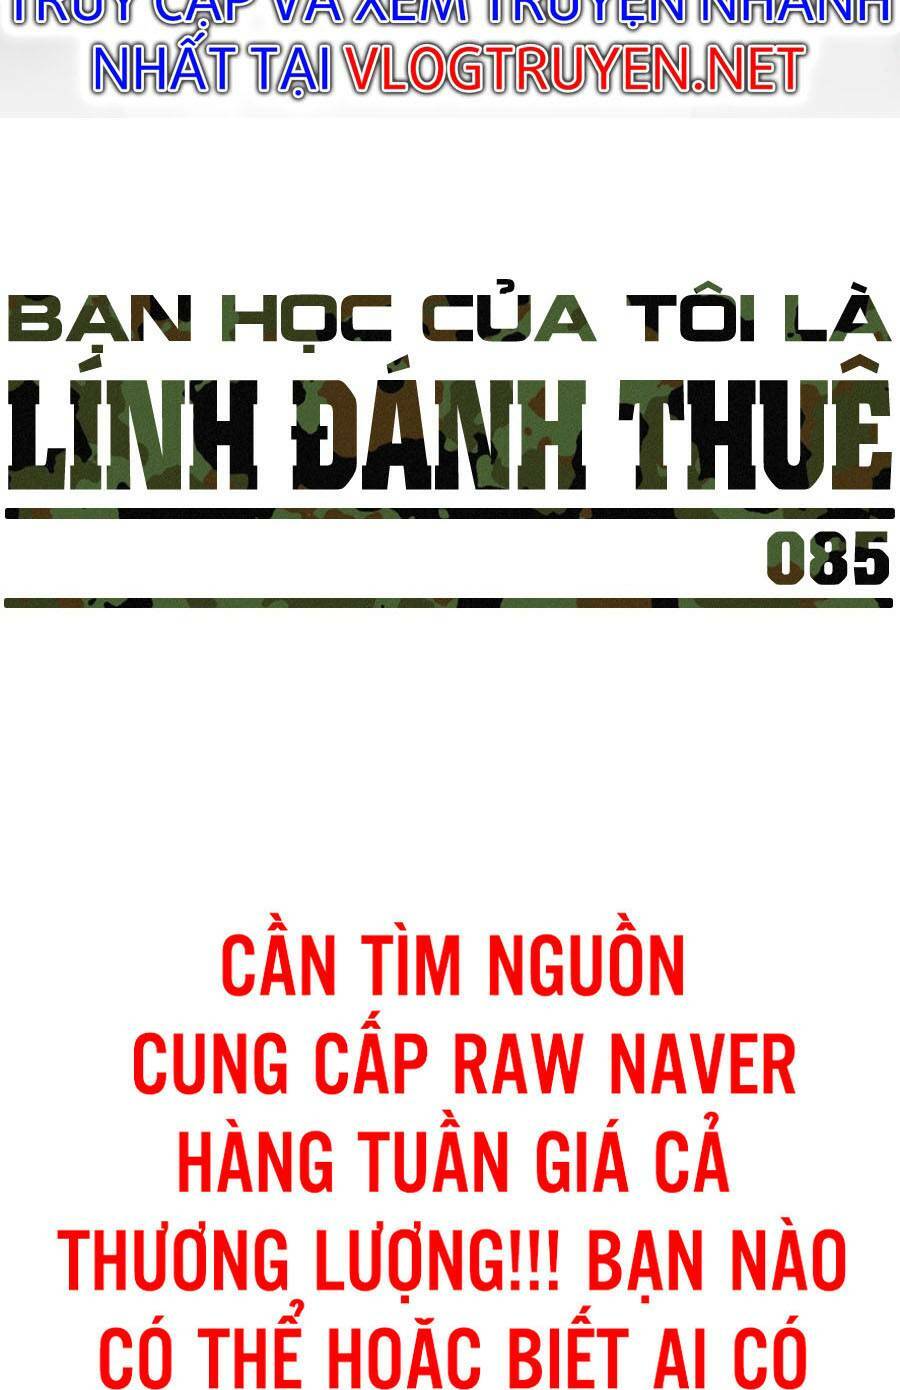 TRUY CẬP VÀ XEM TRUYỆN NHANH
NHẤT TẠI VLOGTRUYEN.NET
BẠN HỌC CỦA TÔI LÀ
LÍNH ĐÁNH THUÊ
085
CẦN TÌM NGUỒN
CUNG CẤP RAW NAVER
HÀNG TUẦN GIÁ CẢ
THƯƠNG LƯỢNG!!! BẠN NÀO
CÓ THỂ HOẶC BIẾT AI CÓ